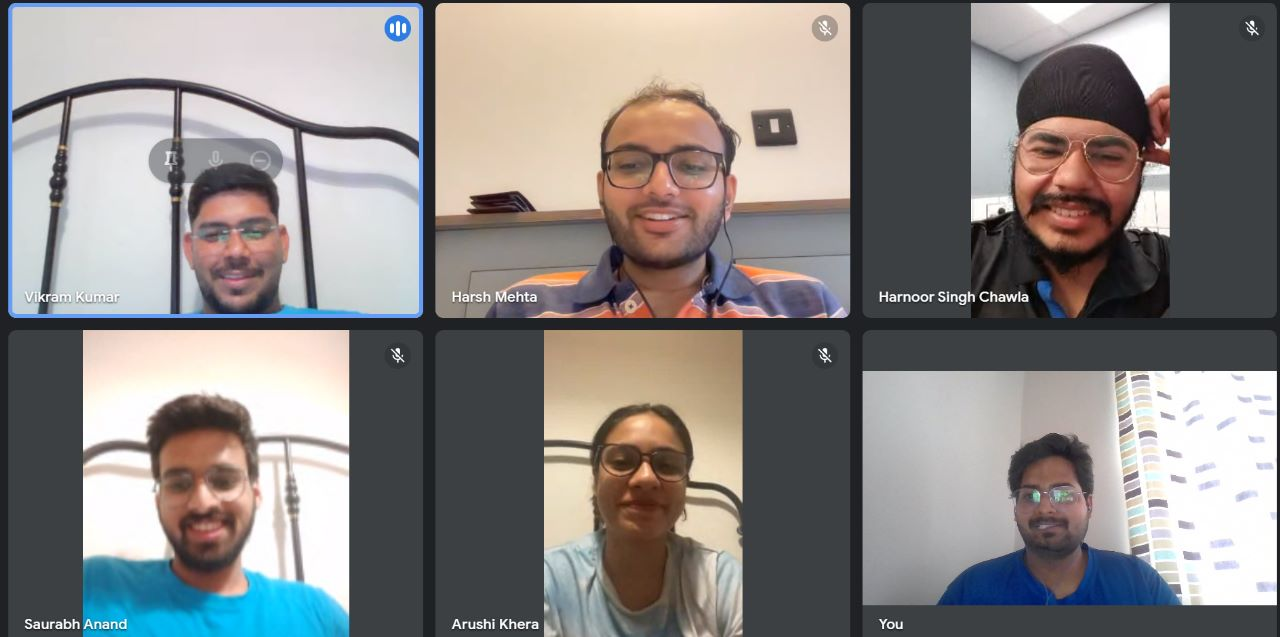 Vikram Kumar
Harsh Mehta
Harnoor Singh Chawla
Saurabh Anand
Arushi Khera
You